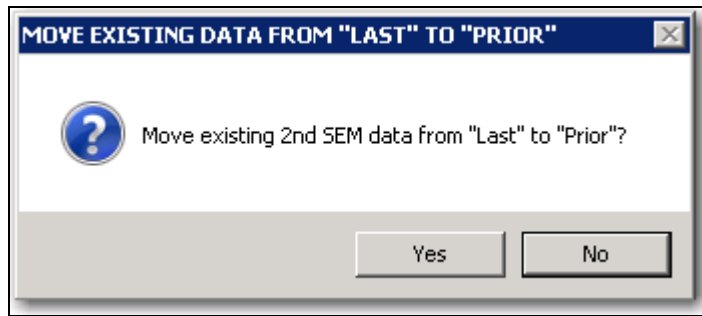 MOVE EXISTING DATA FROM "LAST" TO "PRIOR"
Move existing 2nd SEM data from "Last" to "Prior"?
Yes No